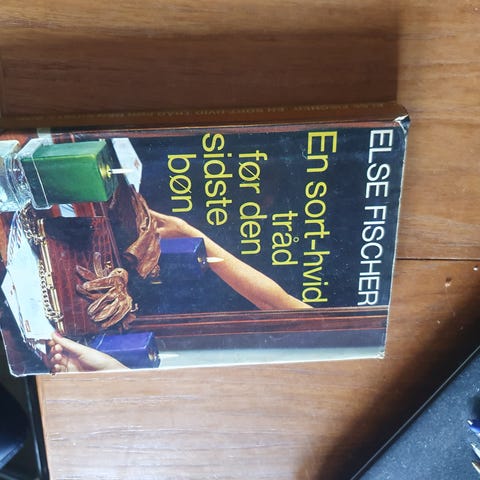 ELSE FISCHER
En sort-hvid
tråd
før den
sidste
bøn